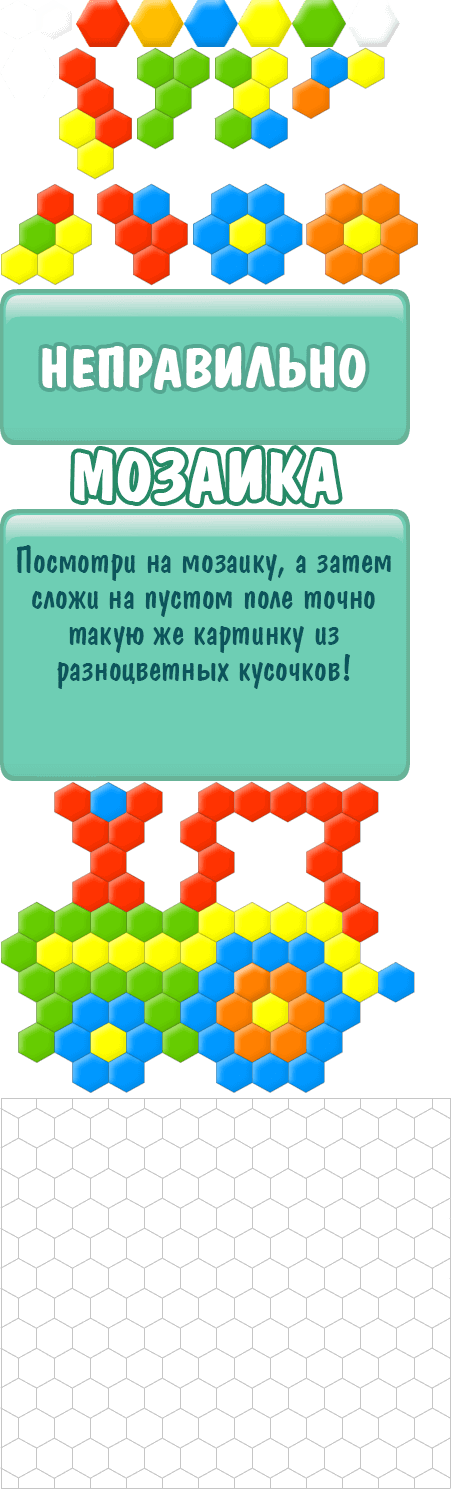 НЕПРАВИЛЬНО
МОЗАИКА
Посмотри на мозаику, а затем
сложи на пустом поле точно
такую же картинку из
разноцветных кусочков!